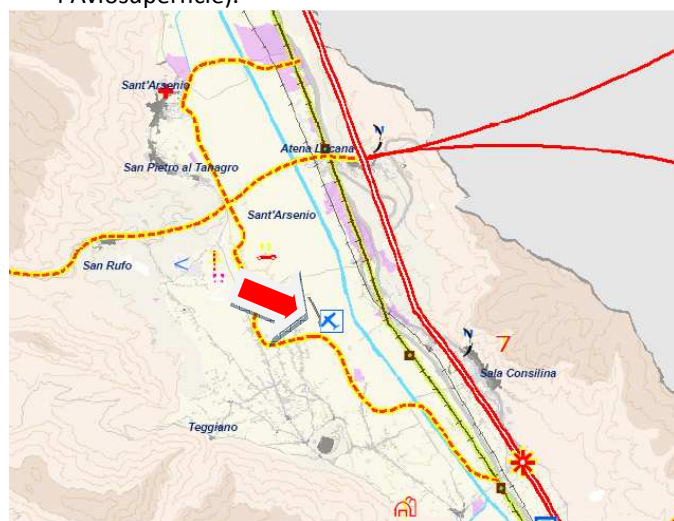 l'Aviosuperficie).
Sant'Arsenio
Atena Lucana
San Pietro al Tanagro
Sant'Arsenio
San Rufo
Sala Consilina
Teggiano